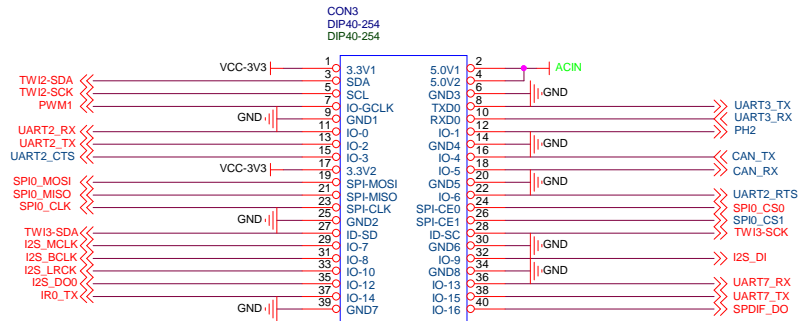 CON3
DIP40-254
DIP40-254
VCC-3V3 1 3.3V1 5.0V1 2 ACIN
TWI2-SDA 3 SDA 5.0V2 4
TWI2-SCK 5 SCL GND3 6 GND
PWM1 7 IO-GCLK TXD0 8 UART3_TX
GND 9 GND1 RXD0 10 UART3_RX
UART2_RX 11 IO-0 IO-1 12 PH2
UART2_TX 13 IO-2 GND4 14 GND
UART2_CTS 15 IO-3 IO-4 16 CAN_TX
VCC-3V3 17 3.3V2 IO-5 18 CAN_RX
SPI0_MOSI 19 SPI-MOSI GND5 20 GND
SPI0_MISO 21 SPI-MISO IO-6 22 UART2_RTS
SPI0_CLK 23 SPI-CLK SPI-CE0 24 SPI0_CS0
GND 25 GND2 SPI-CE1 26 SPI0_CS1
TWI3-SDA 27 ID-SD ID-SC 28 TWI3-SCK
I2S_MCLK 29 IO-7 GND6 30 GND
I2S_BCLK 31 IO-8 IO-9 32 I2S_DI
I2S_LRCK 33 IO-10 GND8 34 GND
I2S_DO0 35 IO-12 IO-13 36 UART7_RX
IR0_TX 37 IO-14 IO-15 38 UART7_TX
GND 39 GND7 IO-16 40 SPDIF_DO